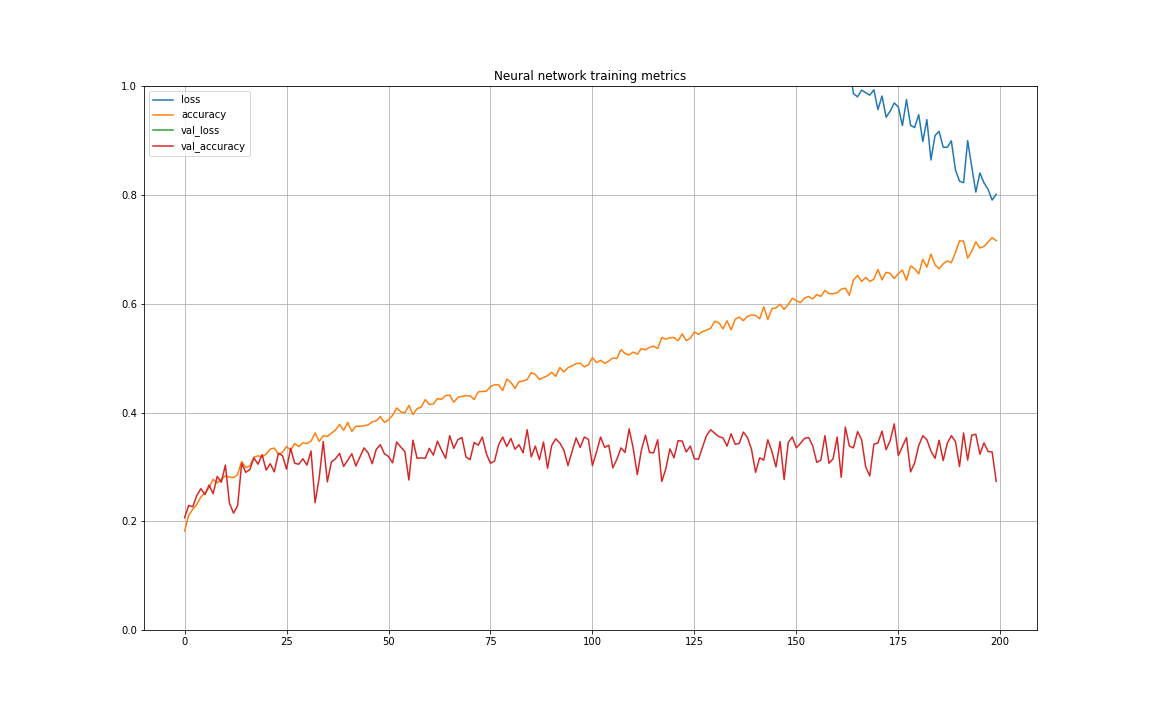 Neural network training metrics
1.0
loss
accuracy
val_loss
val_accuracy
0.8
0.6
0.4
0.2
0.0
0 25 50 75 100 125 150 175 200